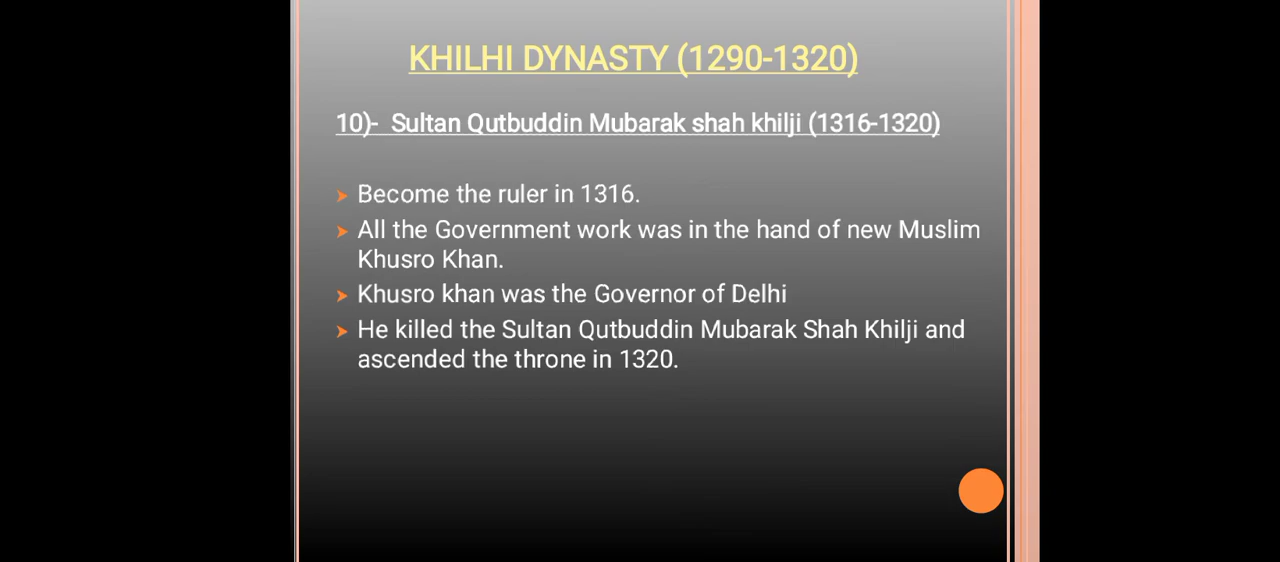 KHILHI DYNASTY (1290-1320)
10)- Sultan Qutbuddin Mubarak shah khilji (1316-1320)
Become the ruler in 1316.
All the Government work was in the hand of new Muslim
Khusro Khan.
Khusro khan was the Governor of Delhi
He killed the Sultan Qutbuddin Mubarak Shah Khilji and
ascended the throne in 1320.